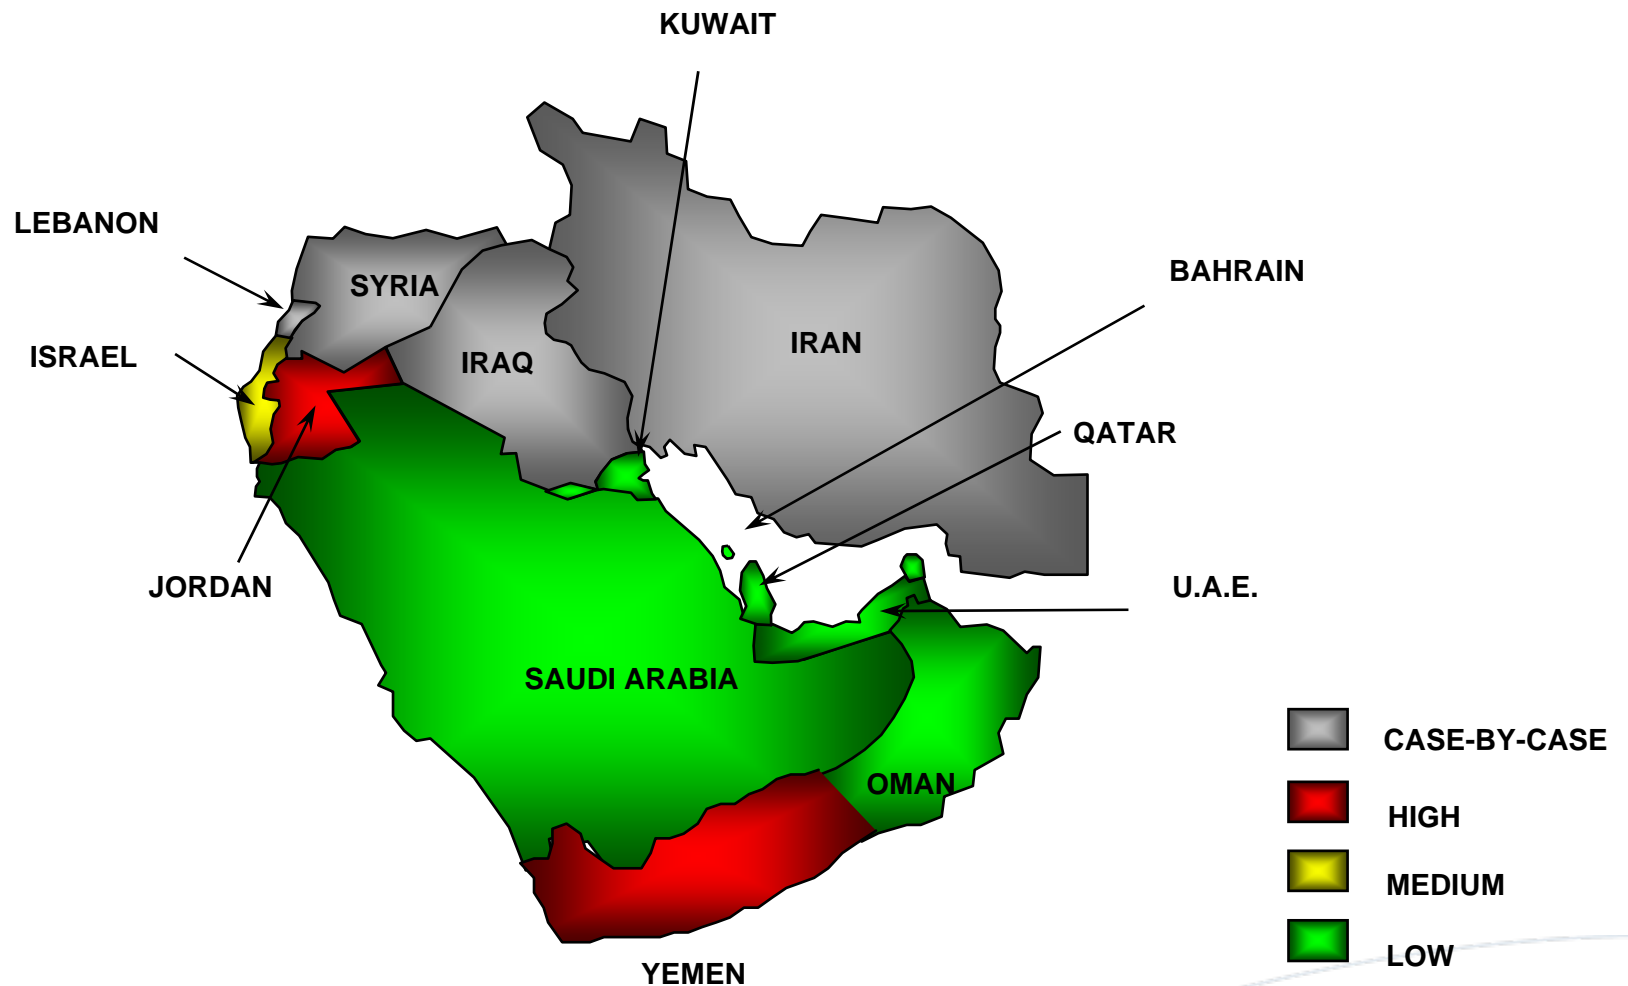 KUWAIT
LEBANON
BAHRAIN
SYRIA
IRAN
ISRAEL
IRAQ
QATAR
JORDAN
U.A.E.
SAUDI ARABIA
CASE-BY-CASE
OMAN
HIGH
MEDIUM
LOW
YEMEN